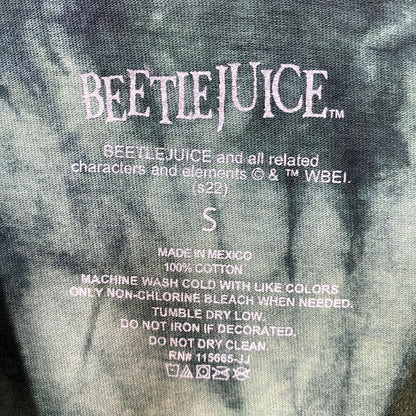 BEETLEJUICE™
BEETLEJUICE and all related
characters and elements © & ™ WBEI.
(s22)
S
MADE IN MEXICO
100% COTTON
MACHINE WASH COLD WITH LIKE COLORS
ONLY NON-CHLORINE BLEACH WHEN NEEDED.
TUMBLE DRY LOW.
DO NOT IRON IF DECORATED.
DO NOT DRY CLEAN.
RN# 115665-JJ